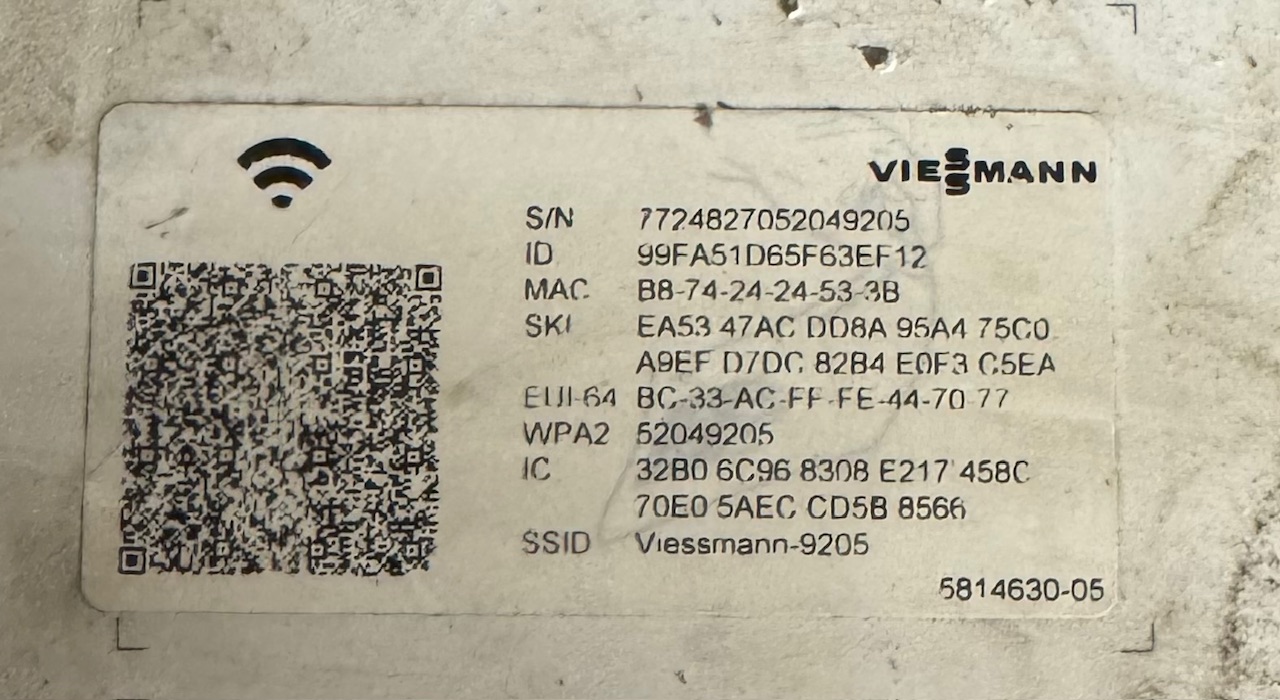 VIESSMANN
S/N 7724827052049205
ID 99FA51D65F63EF12
MAC B8-74-24-24-53-3B
SKI EA53 47AC DD8A 95A4 75C0
A9EF D7DC 82B4 E0F3 C5EA
EUI-64 BC-33-AC-FF-FE-44-70-77
WPA2 52049205
IC 32B0 6C96 8308 E217 458C
70E0 5AEC CD5B 8566
SSID Viessmann-9205
5814630-05